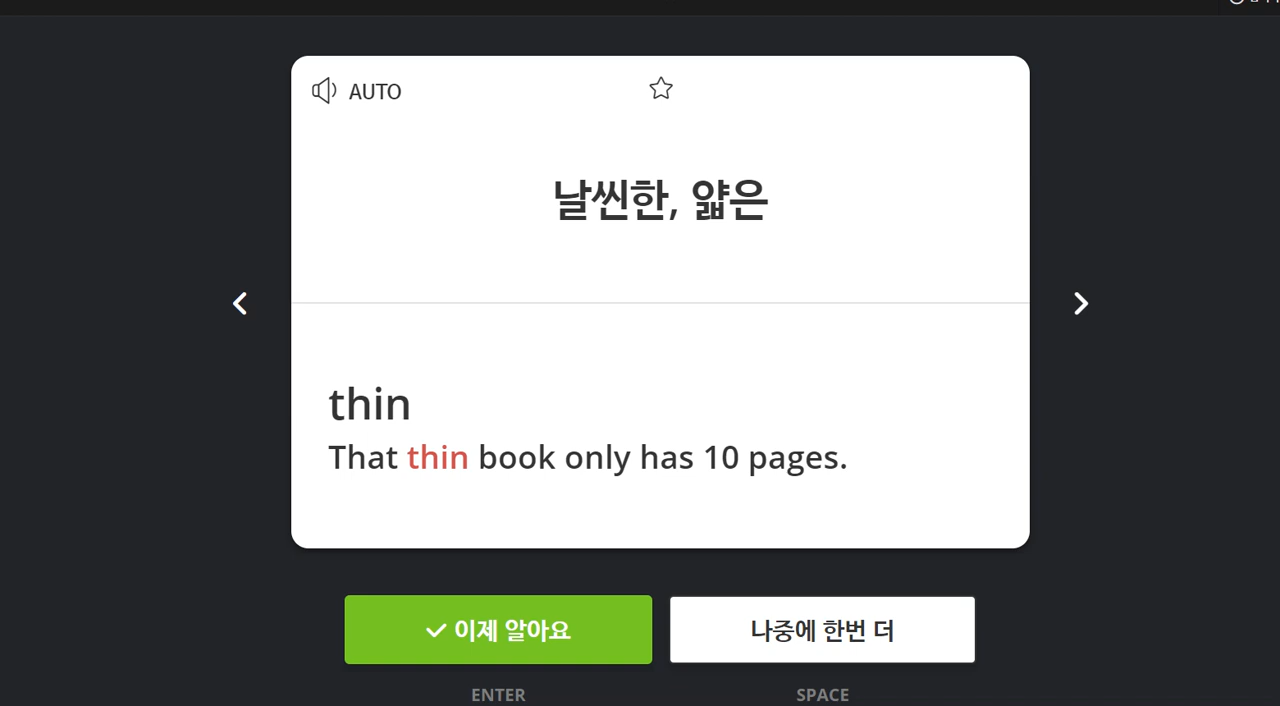 AUTO
날씬한, 얇은
thin
That thin book only has 10 pages.
이제 알아요
나중에 한번 더
ENTER
SPACE